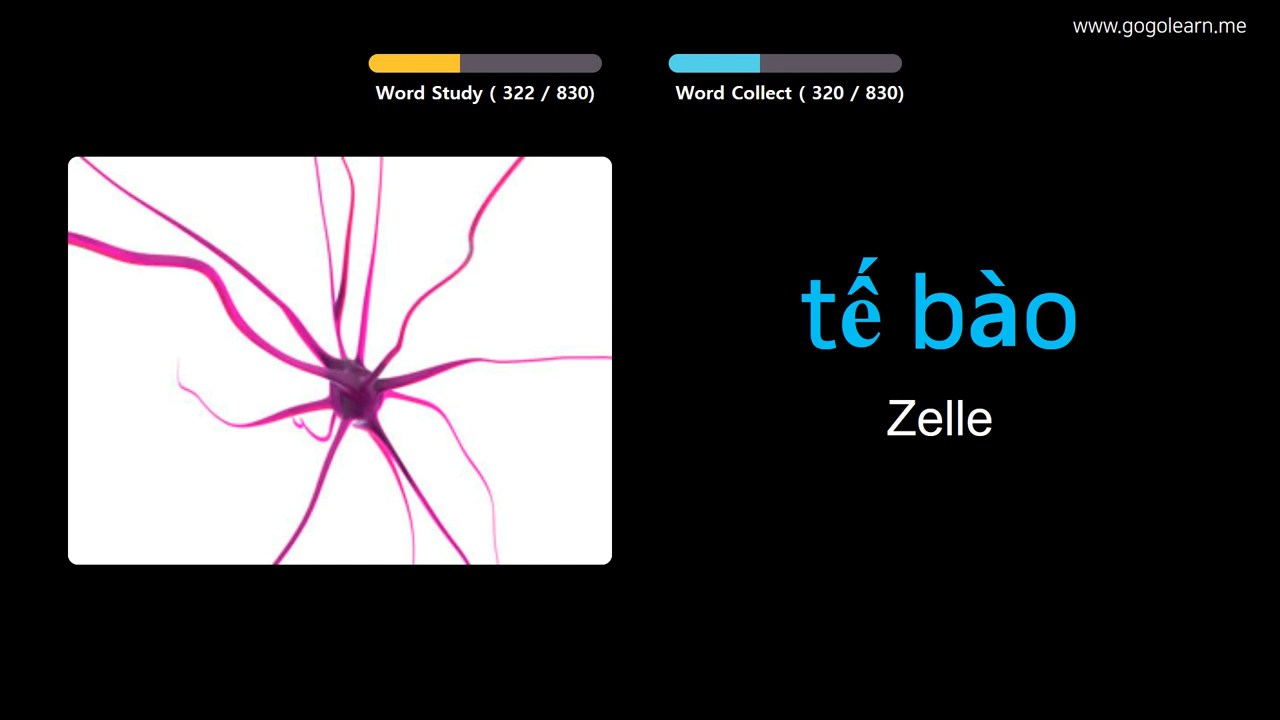 www.gogolearn.me
Word Study ( 322 / 830)
Word Collect ( 320 / 830)
tế bào
Zelle